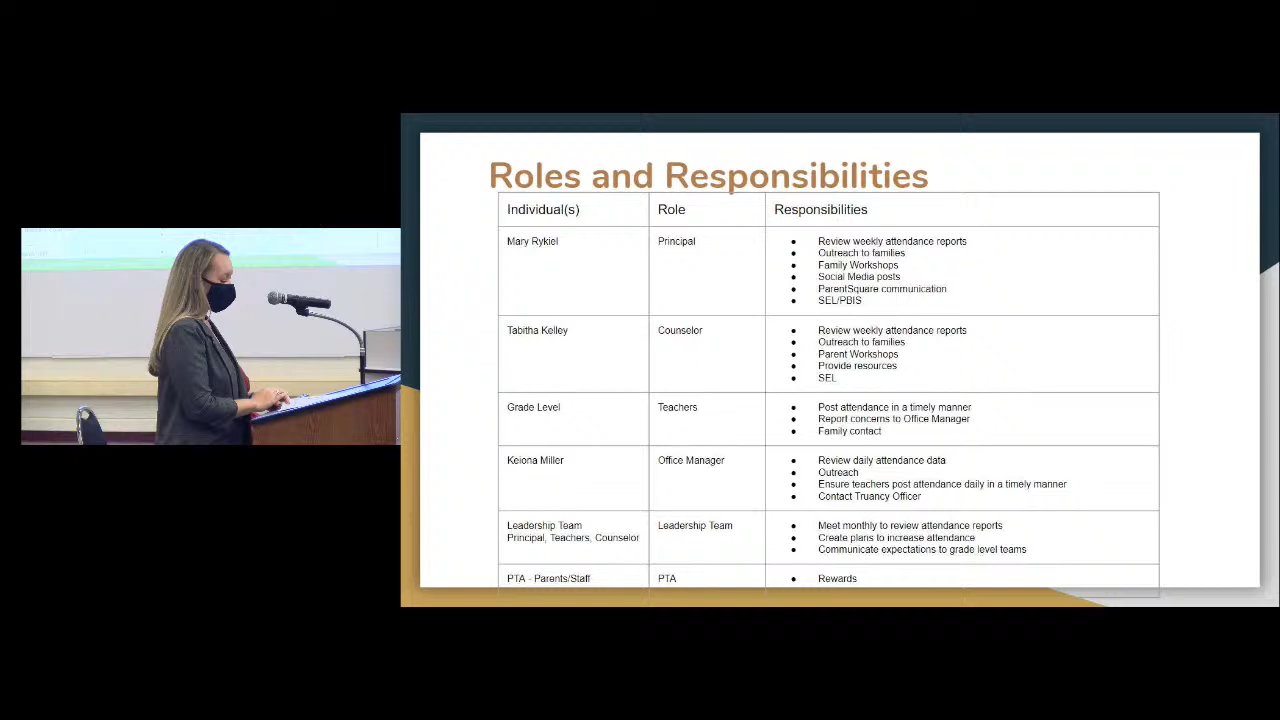 Roles and Responsibilities
Individual(s) Role Responsibilities
Mary Rykiel Principal ● Review weekly attendance reports
● Outreach to families
● Family Workshops
● Social Media posts
● ParentSquare communication
● SEL/PBIS
Tabitha Kelley Counselor ● Review weekly attendance reports
● Outreach to families
● Parent Workshops
● Provide resources
● SEL
Grade Level Teachers ● Post attendance in a timely manner
● Report concerns to Office Manager
● Family contact
Keiona Miller Office Manager ● Review daily attendance data
● Outreach
● Ensure teachers post attendance daily in a timely manner
● Contact Truancy Officer
Leadership Team Leadership Team ● Meet monthly to review attendance reports
Principal, Teachers, Counselor ● Create plans to increase attendance
● Communicate expectations to grade level teams
PTA - Parents/Staff PTA ● Rewards